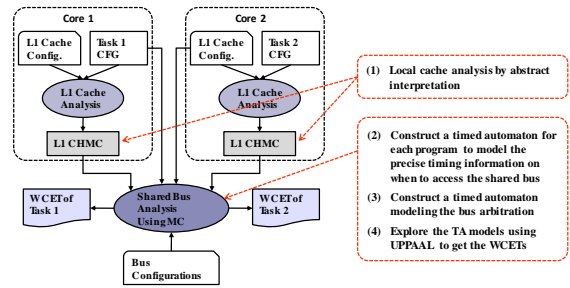 Core 1
Core 2
L1 Cache
Config.
Task 1
CFG
L1 Cache
Config.
Task 2
CFG
L1 Cache
Analysis
L1 Cache
Analysis
L1 CHMC
L1 CHMC
WCET of
Task 1
Shared Bus
Analysis
Using MC
WCET of
Task 2
Bus
Configurations
(1) Local cache analysis by abstract
interpretation
(2) Construct a timed automaton for
each program to model the
precise timing information on
when to access the shared bus
(3) Construct a timed automaton
modeling the bus arbitration
(4) Explore the TA models using
UPPAAL to get the WCETs